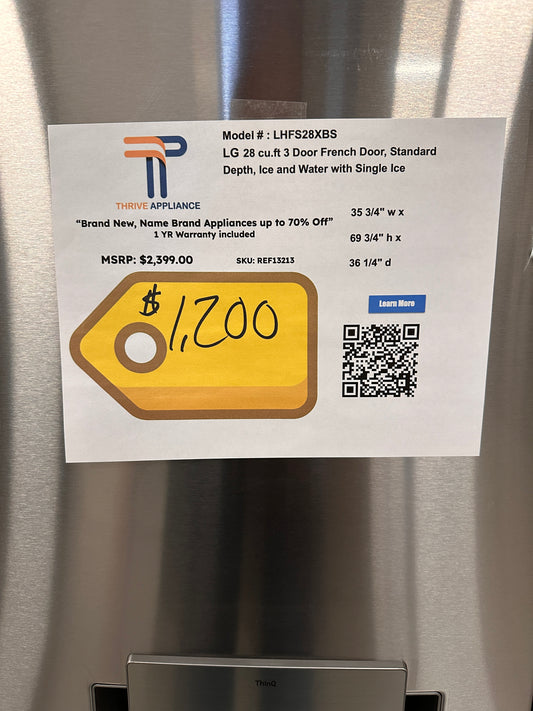 Model # : LHFS28XBS
LG 28 cu.ft 3 Door French Door, Standard
Depth, Ice and Water with Single Ice
THRIVE APPLIANCE
"Brand New, Name Brand Appliances up to 70% Off"
1 YR Warranty included
35 3/4" w x
69 3/4" h x
36 1/4" d
MSRP: $2,399.00
SKU: REF13213
$1,200
Learn More
ThinQ